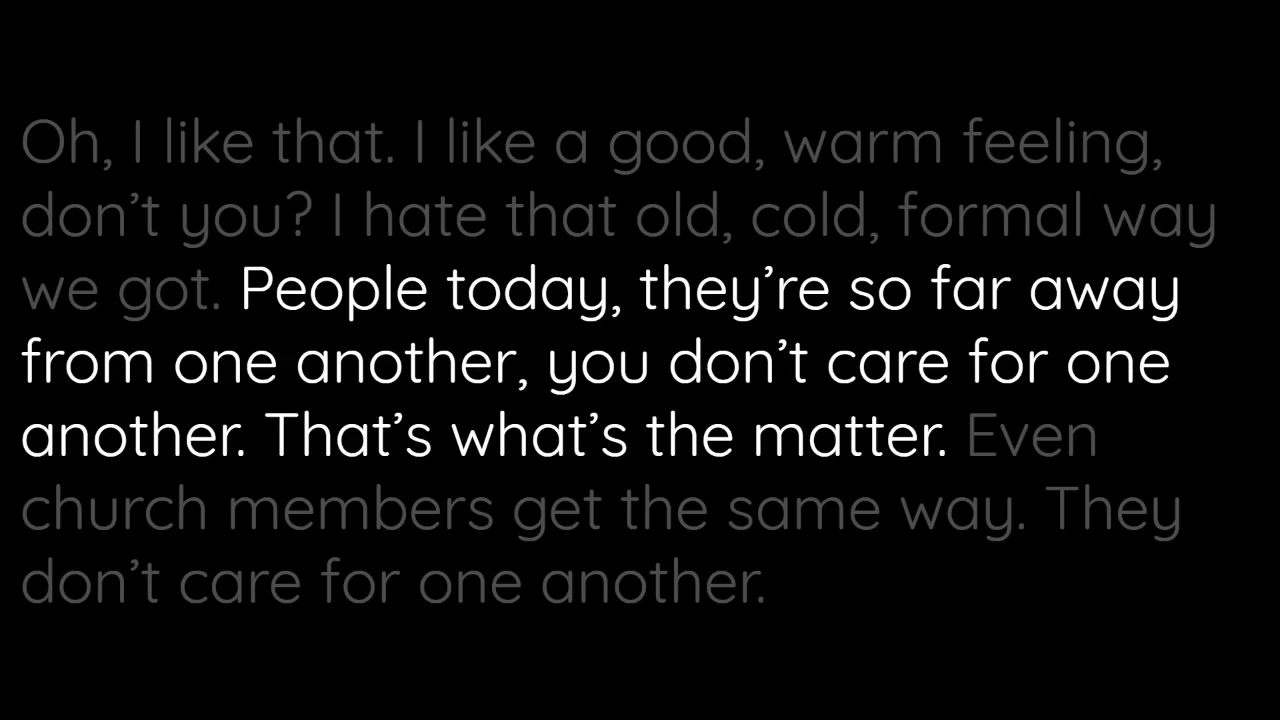 Oh, I like that. I like a good, warm feeling,
don’t you? I hate that old, cold, formal way
we got. People today, they’re so far away
from one another, you don’t care for one
another. That’s what’s the matter. Even
church members get the same way. They
don’t care for one another.